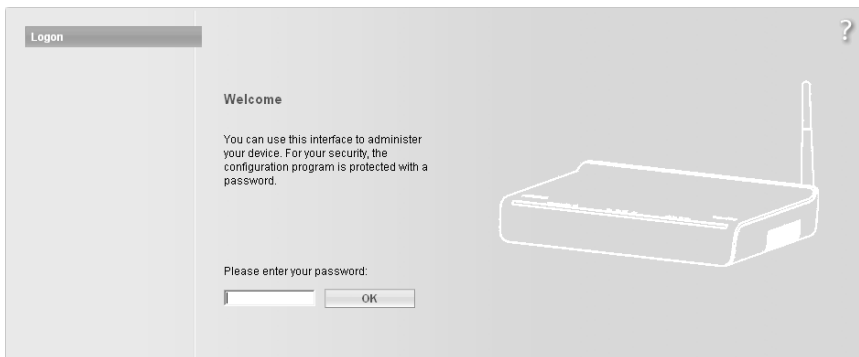 Logon
?
Welcome
You can use this interface to administer
your device. For your security, the
configuration program is protected with a
password.
Please enter your password:
OK